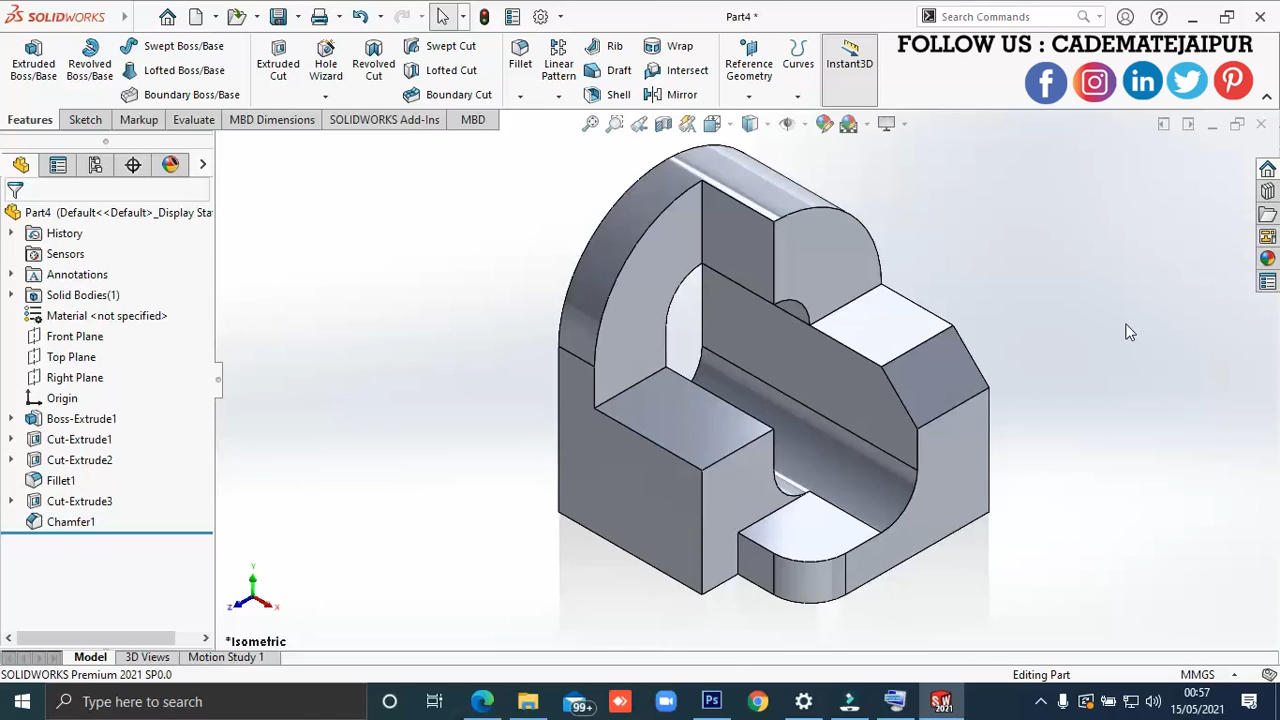 SOLIDWORKS
Part4 *
Search Commands
FOLLOW US : CADEMATEJAIPUR
Extruded Boss/Base
Revolved Boss/Base
Swept Boss/Base
Lofted Boss/Base
Boundary Boss/Base
Extruded Cut
Hole Wizard
Revolved Cut
Swept Cut
Lofted Cut
Boundary Cut
Fillet
Linear Pattern
Rib
Draft
Shell
Wrap
Intersect
Mirror
Reference Geometry
Curves
Instant3D
Features
Sketch
Markup
Evaluate
MBD Dimensions
SOLIDWORKS Add-Ins
MBD
Part4 (Default<<Default>_Display Sta
History
Sensors
Annotations
Solid Bodies(1)
Material <not specified>
Front Plane
Top Plane
Right Plane
Origin
Boss-Extrude1
Cut-Extrude1
Cut-Extrude2
Fillet1
Cut-Extrude3
Chamfer1
Y
Z
X
*Isometric
Model
3D Views
Motion Study 1
SOLIDWORKS Premium 2021 SP0.0
Editing Part
MMGS
Type here to search
99+
Ps
SW
2021
00:57
15/05/2021